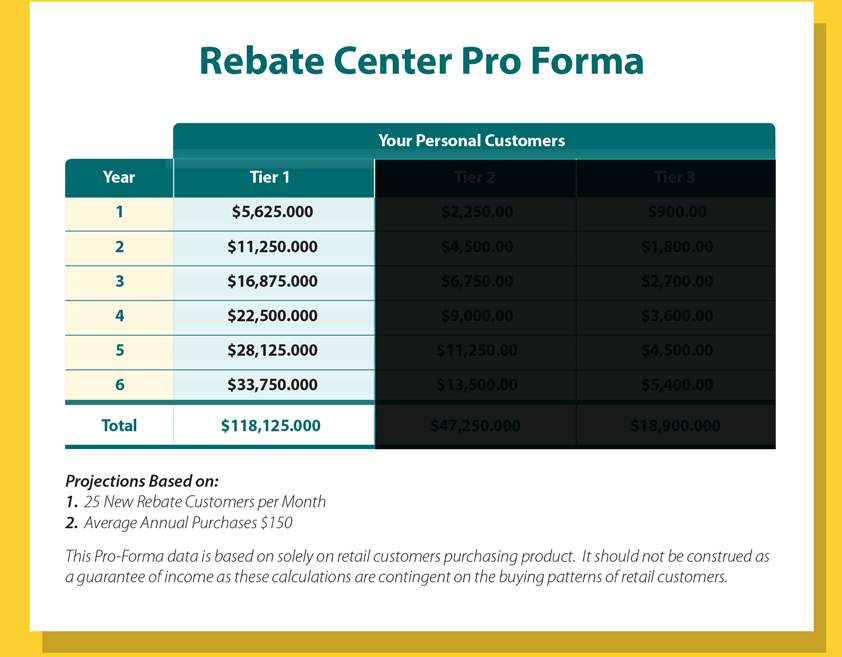 Rebate Center Pro Forma
Your Personal Customers
Year Tier 1 Tier 2 Tier 3
1 $5,625.000 $2,250.00 $900.00
2 $11,250.000 $4,500.00 $1,800.00
3 $16,875.000 $6,750.00 $2,700.00
4 $22,500.000 $9,000.00 $3,600.00
5 $28,125.000 $11,250.00 $4,500.00
6 $33,750.000 $13,500.00 $5,400.00
Total $118,125.000 $47,250.000 $18,900.000
Projections Based on:
1. 25 New Rebate Customers per Month
2. Average Annual Purchases $150
This Pro-Forma data is based on solely on retail customers purchasing product. It should not be construed as
a guarantee of income as these calculations are contingent on the buying patterns of retail customers.